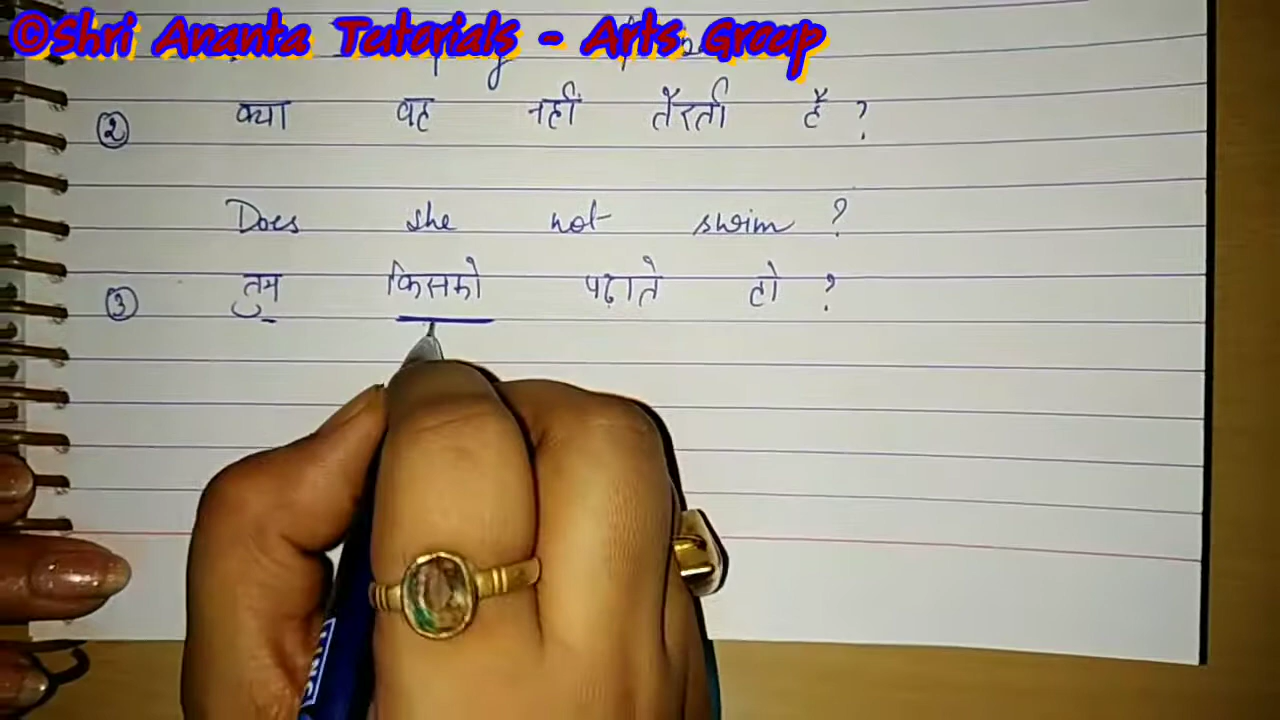 ©Shri Ananta Tutorials - Arts Group
② क्या वह नहीं तैरती है ?
Does she not swim ?
③ तुम किसको पढ़ाते हो ?